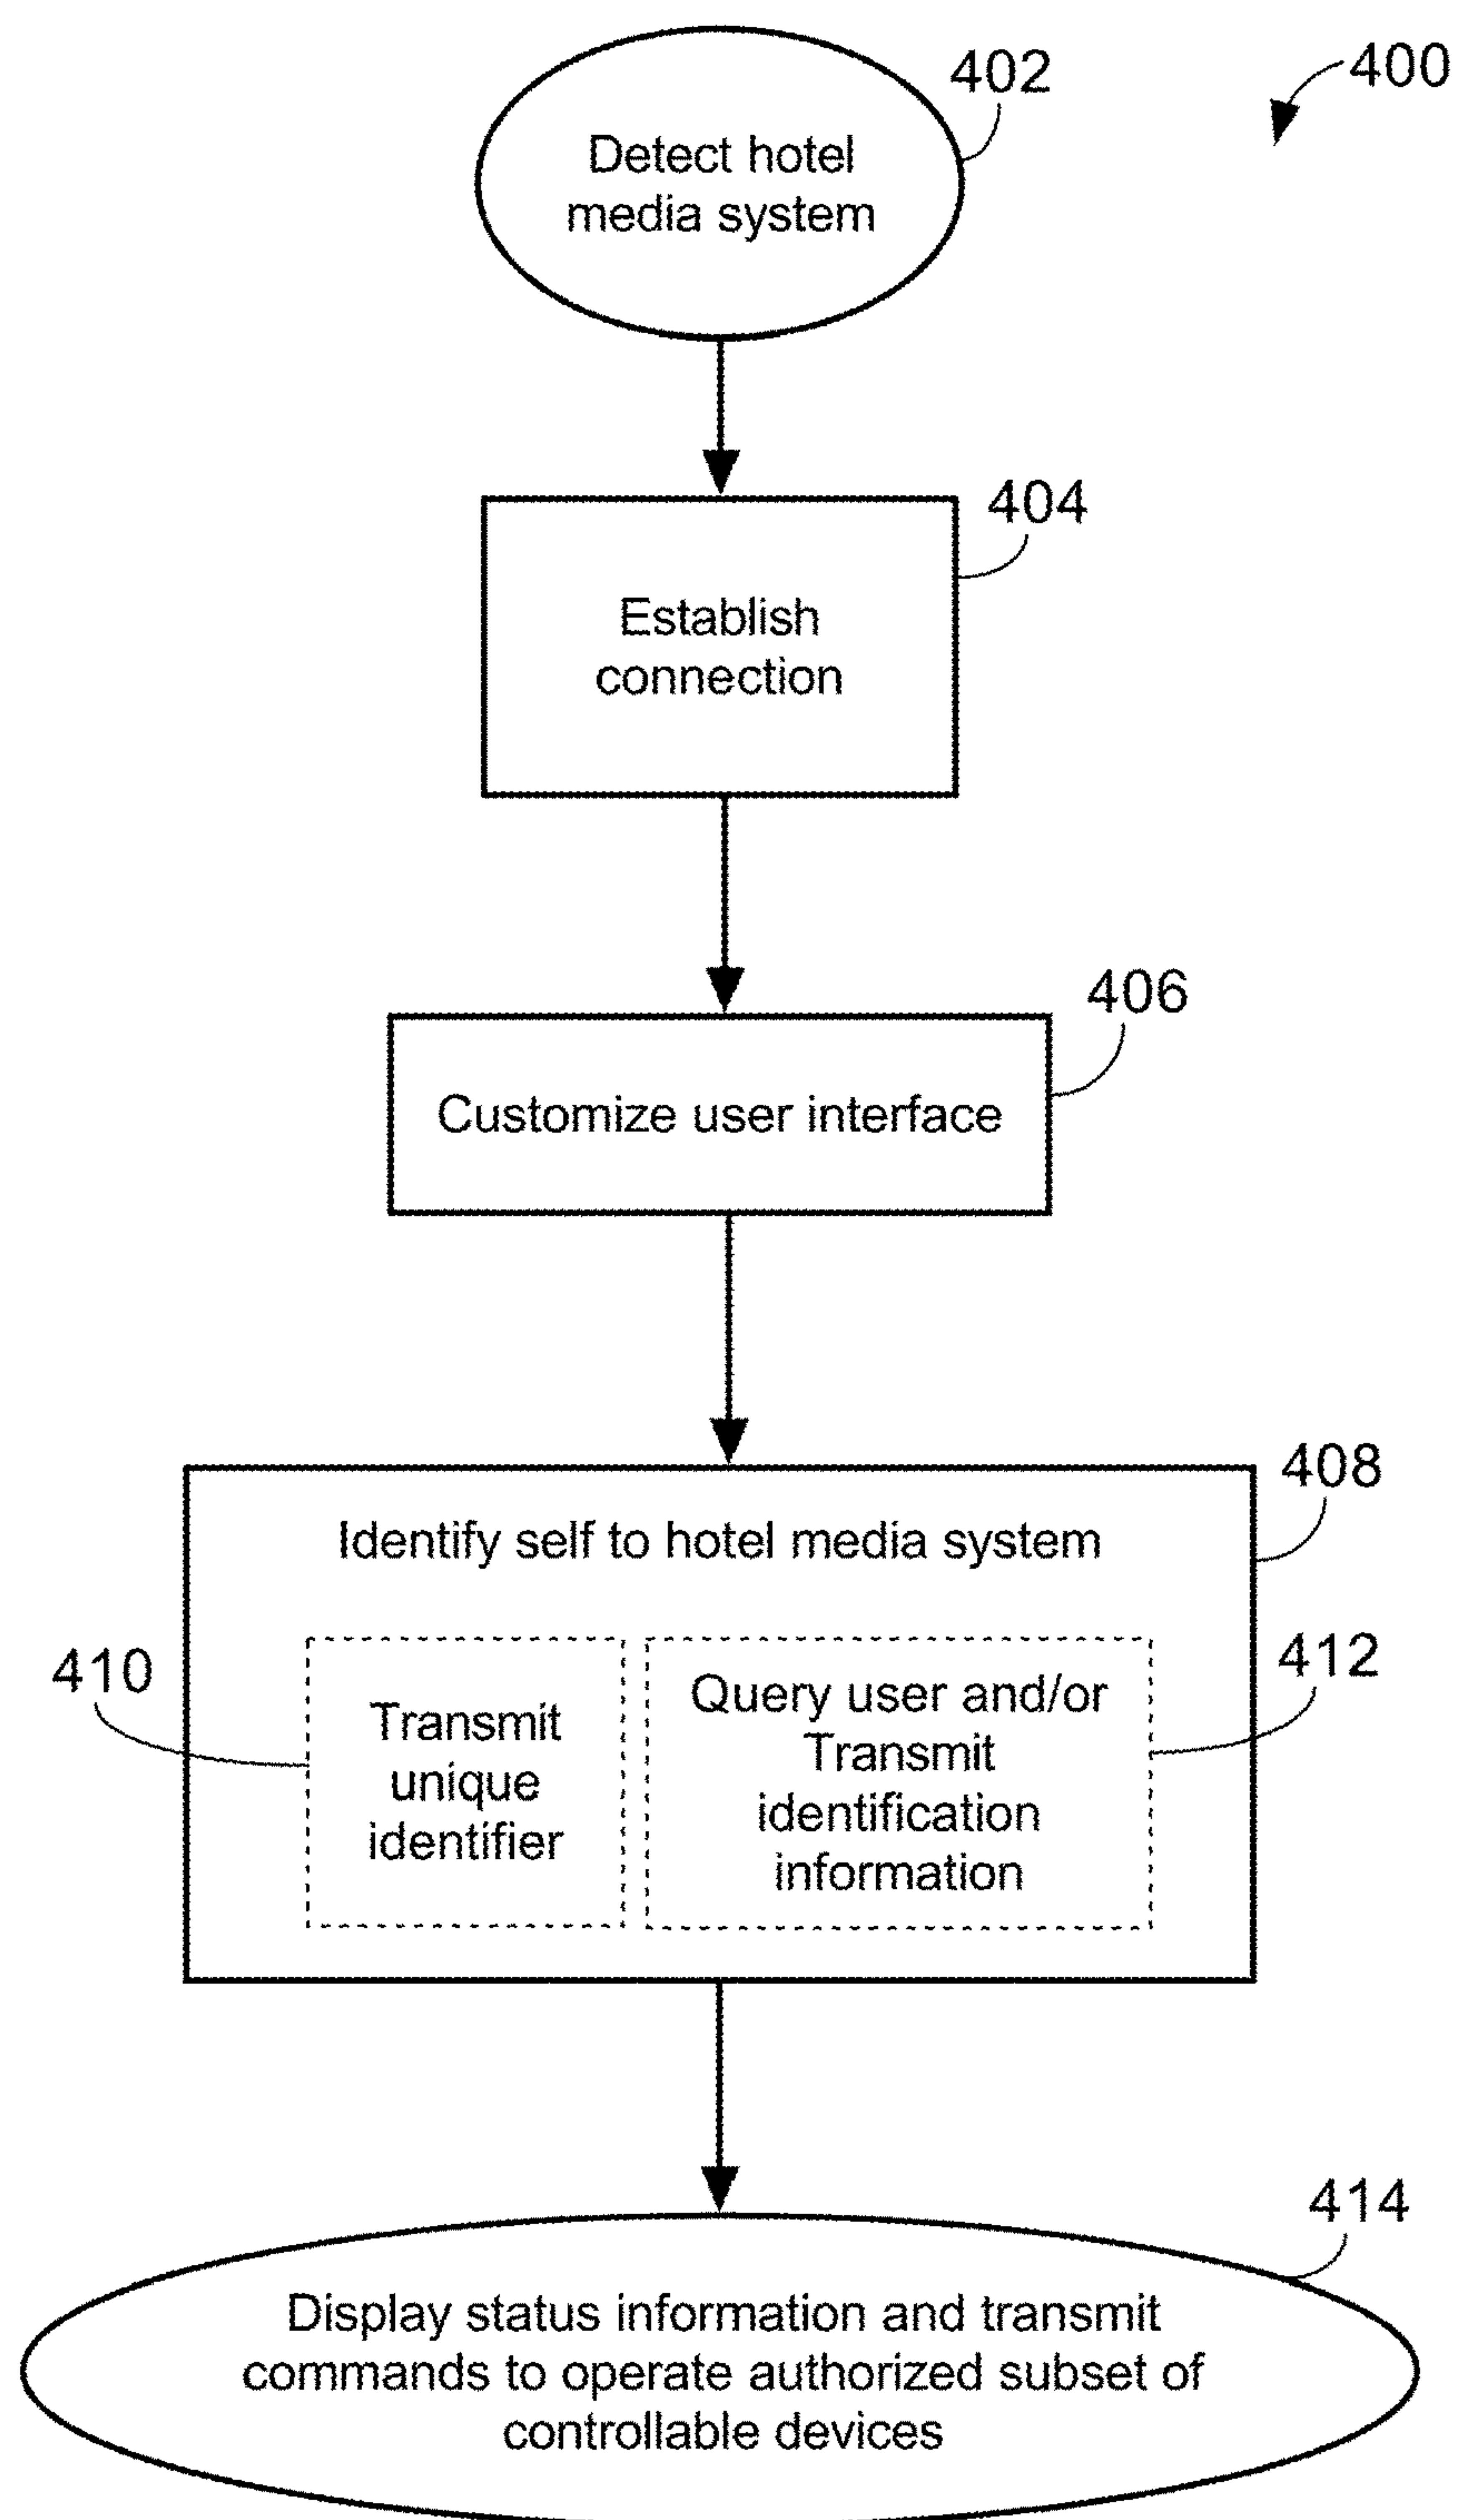 402
400
Detect hotel
media system
404
Establish
connection
406
Customize user interface
408
Identify self to hotel media system
410
Transmit
unique
identifier
412
Query user and/or
Transmit
identification
information
414
Display status information and transmit
commands to operate authorized subset of
controllable devices